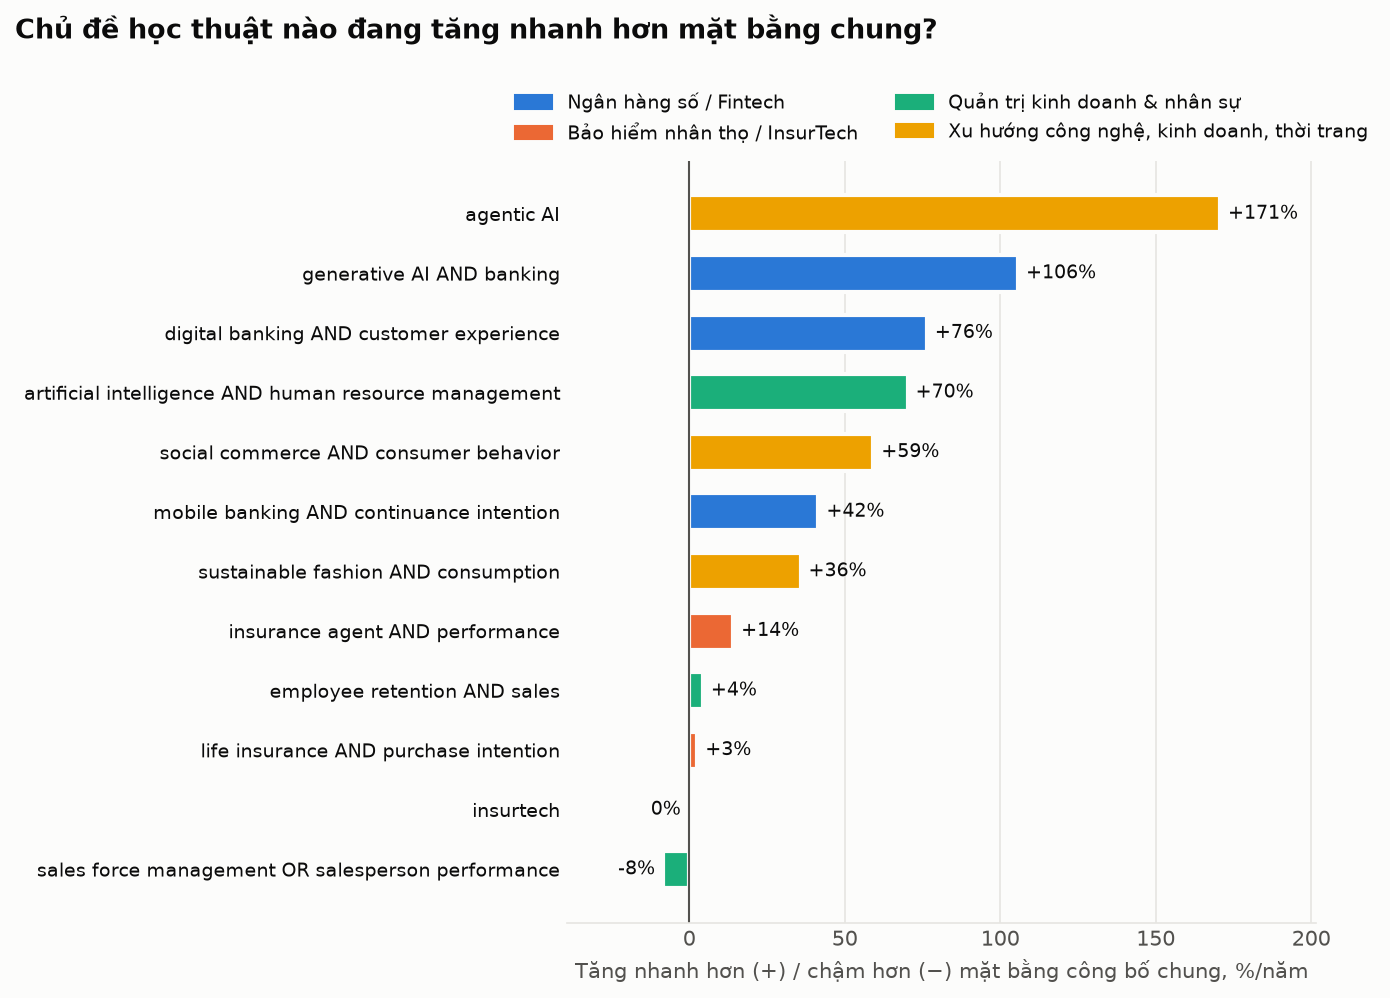 Chủ đề học thuật nào đang tăng nhanh hơn mặt bằng chung?
Ngân hàng số / Fintech
Bảo hiểm nhân thọ / InsurTech
Quản trị kinh doanh & nhân sự
Xu hướng công nghệ, kinh doanh, thời trang
agentic AI +171%
generative AI AND banking +106%
digital banking AND customer experience +76%
artificial intelligence AND human resource management +70%
social commerce AND consumer behavior +59%
mobile banking AND continuance intention +42%
sustainable fashion AND consumption +36%
insurance agent AND performance +14%
employee retention AND sales +4%
life insurance AND purchase intention +3%
insurtech 0%
sales force management OR salesperson performance -8%
0 50 100 150 200
Tăng nhanh hơn (+) / chậm hơn (−) mặt bằng công bố chung, %/năm